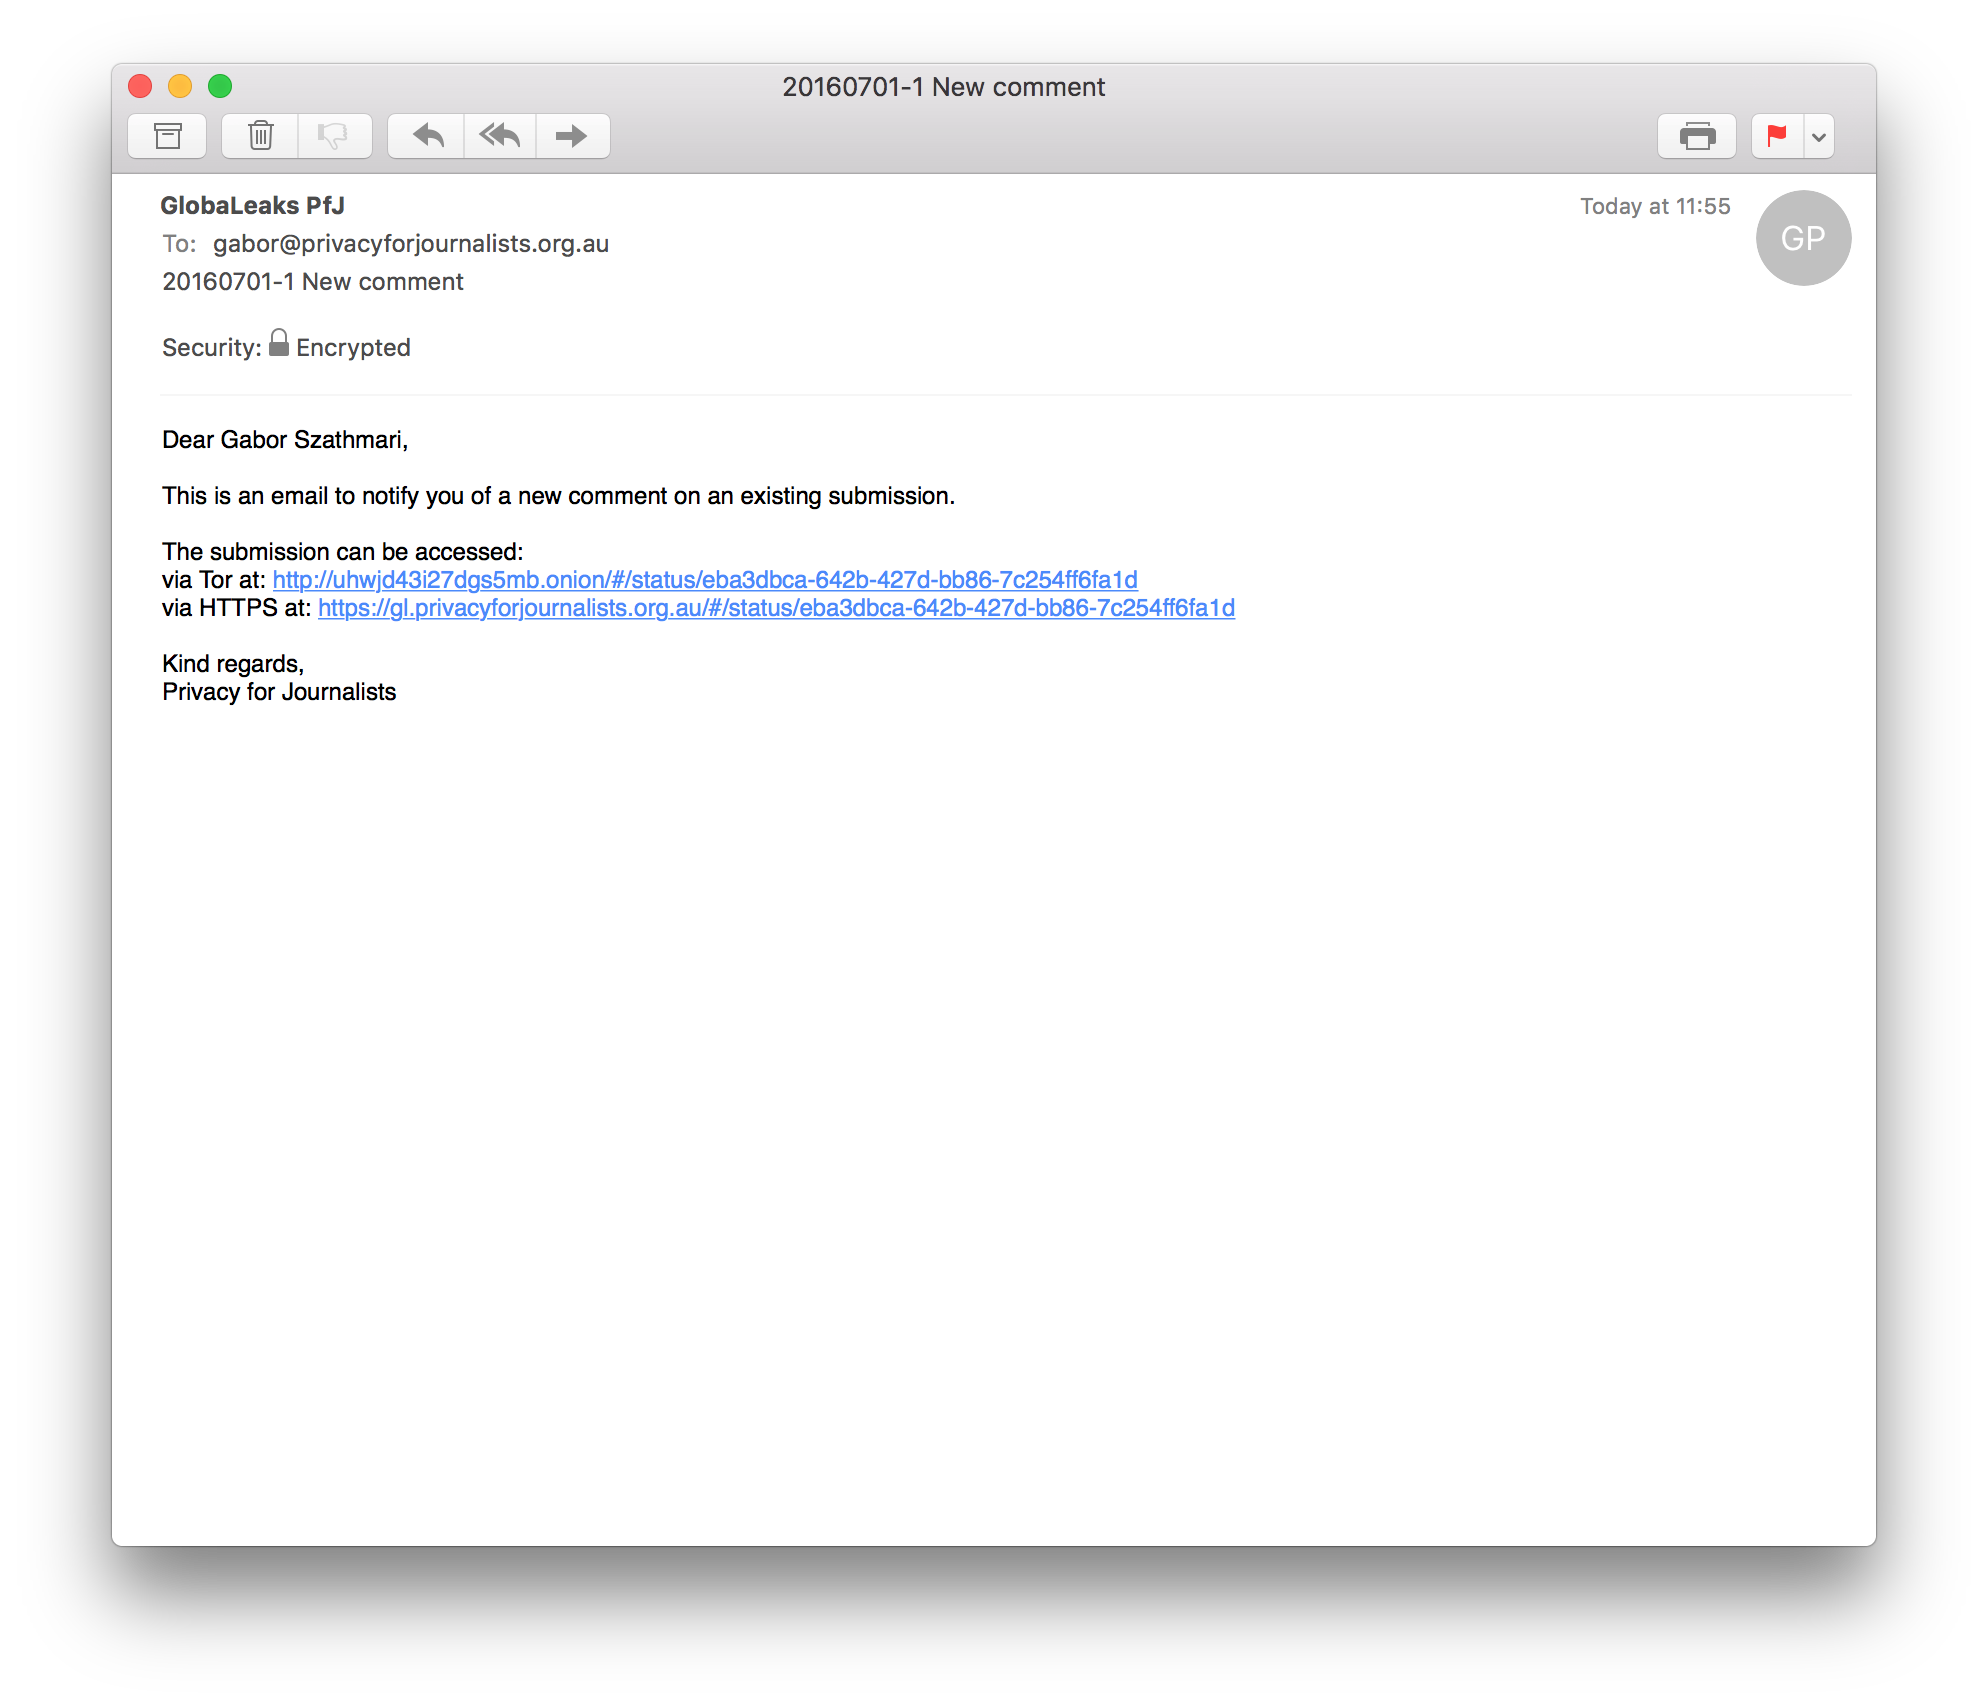 20160701-1 New comment
GlobaLeaks PfJ
Today at 11:55
GP
To: gabor@privacyforjournalists.org.au
20160701-1 New comment
Security: Encrypted
Dear Gabor Szathmari,
This is an email to notify you of a new comment on an existing submission.
The submission can be accessed:
via Tor at: http://uhwjd43i27dgs5mb.onion/#/status/eba3dbca-642b-427d-bb86-7c254ff6fa1d
via HTTPS at: https://gl.privacyforjournalists.org.au/#/status/eba3dbca-642b-427d-bb86-7c254ff6fa1d
Kind regards,
Privacy for Journalists